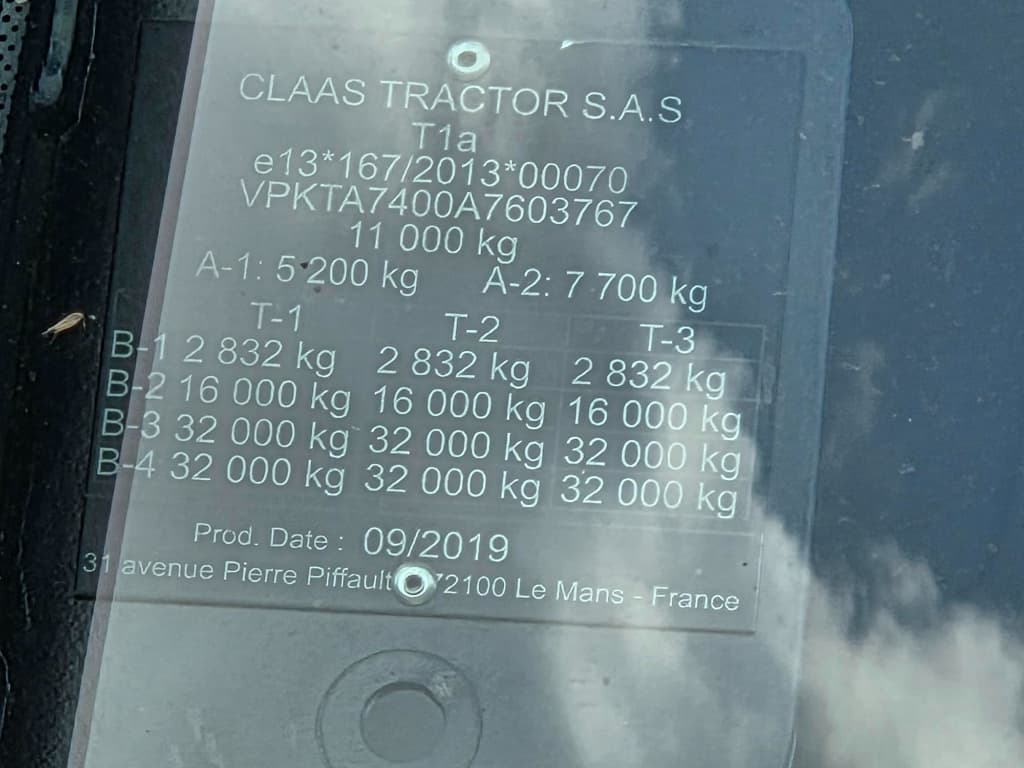 CLAAS TRACTOR S.A.S
T1a
e13*167/2013*00070
VPKTA7400A7603767
11 000 kg
A-1: 5 200 kg A-2: 7 700 kg
T-1 T-2 T-3
B-1 2 832 kg 2 832 kg 2 832 kg
B-2 16 000 kg 16 000 kg 16 000 kg
B-3 32 000 kg 32 000 kg 32 000 kg
B-4 32 000 kg 32 000 kg 32 000 kg
Prod. Date : 09/2019
31 avenue Pierre Piffault 72100 Le Mans - France